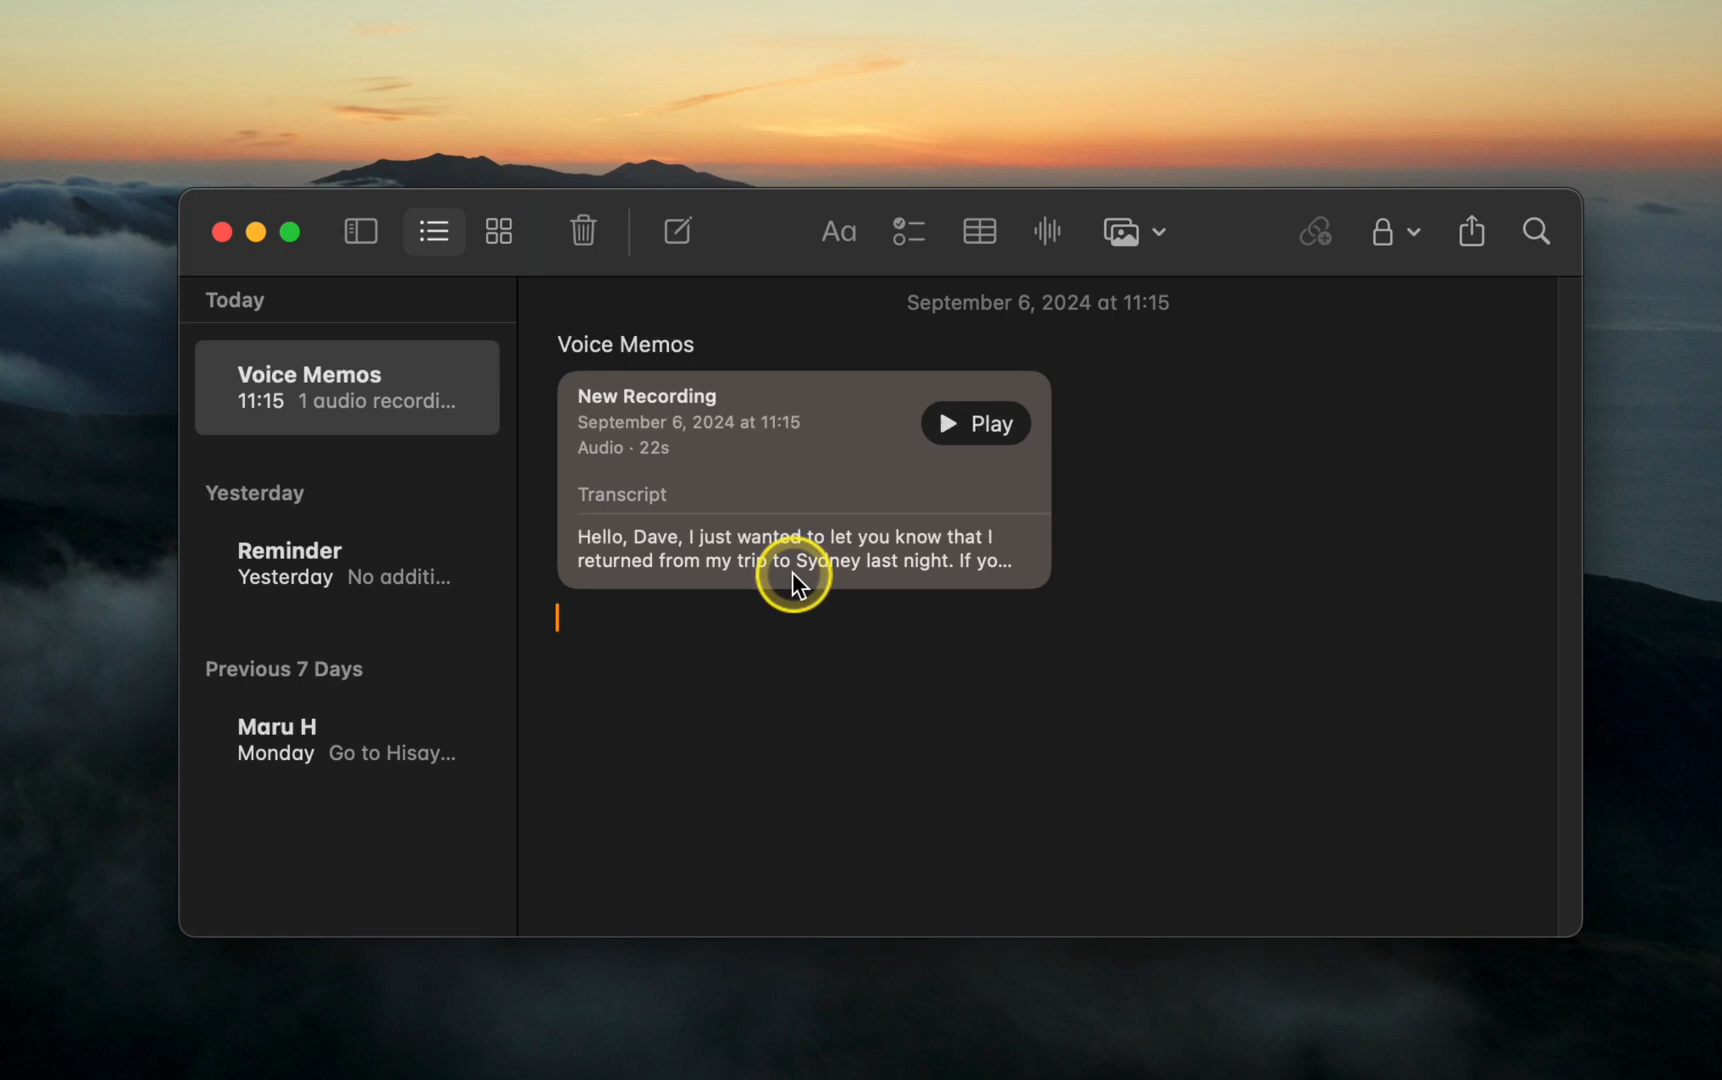 Aa
Today
Voice Memos
11:15 1 audio recordi...
Yesterday
Reminder
Yesterday No additi...
Previous 7 Days
Maru H
Monday Go to Hisay...
September 6, 2024 at 11:15
Voice Memos
New Recording
September 6, 2024 at 11:15
Audio · 22s
Play
Transcript
Hello, Dave, I just wanted to let you know that I
returned from my trip to Sydney last night. If yo...